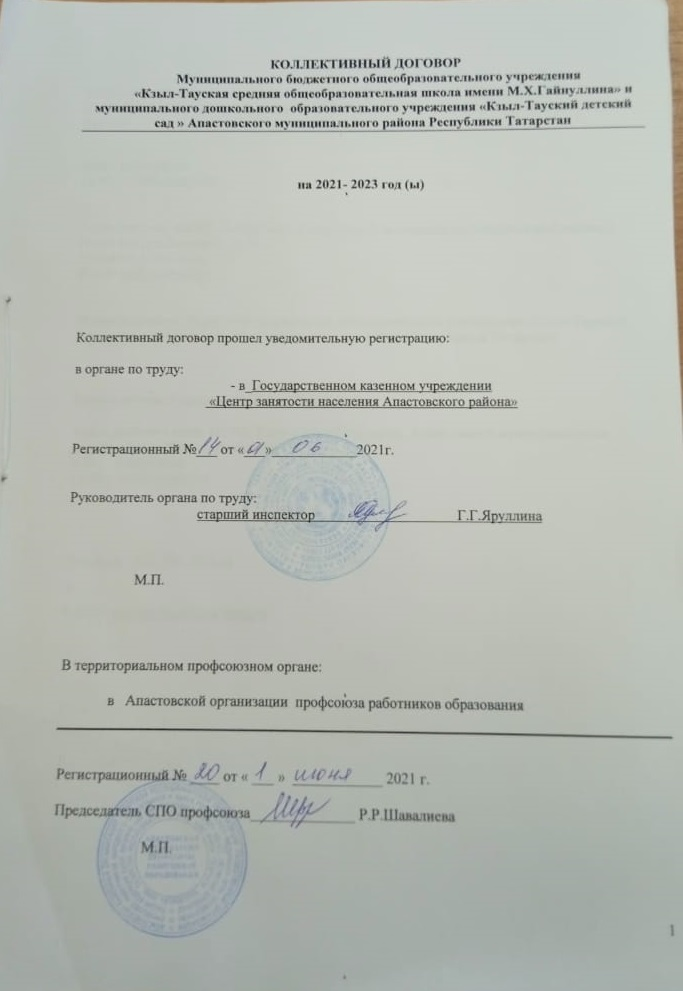 КОЛЛЕКТИВНЫЙ ДОГОВОР
Муниципального бюджетного общеобразовательного учреждения
«Кзыл-Тауская средняя общеобразовательная школа имени М.Х.Гайнуллина» и
муниципального дошкольного образовательного учреждения «Кзыл-Тауский детский
сад » Апастовского муниципального района Республики Татарстан
на 2021- 2023 год (ы)
Коллективный договор прошел уведомительную регистрацию:
в органе по труду:
- в Государственном казенном учреждении
«Центр занятости населения Апастовского района»
Регистрационный № 14 от « » 06 2021г.
Руководитель органа по труду:
старший инспектор Г.Г.Яруллина
М.П.
В территориальном профсоюзном органе:
в Апастовской организации профсоюза работников образования
Регистрационный № 20 от « 1 » июня 2021 г.
Председатель СПО профсоюза Р.Р.Шавалиева
М.П.
1